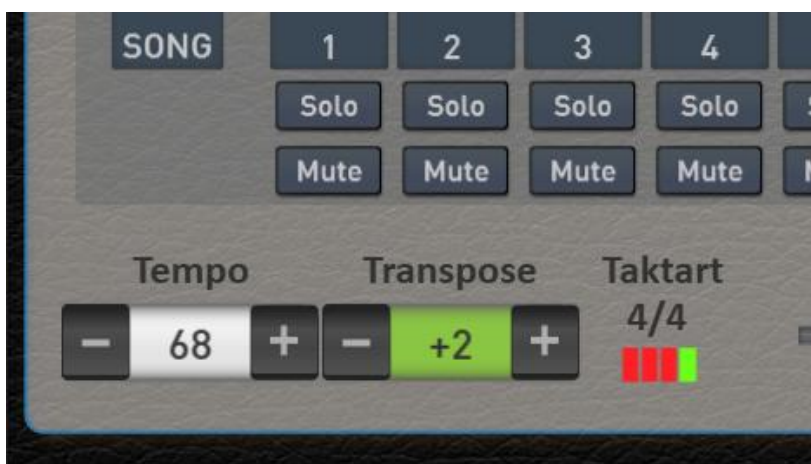 SONG 1 2 3 4
Solo Solo Solo Solo
Mute Mute Mute Mute
Tempo Transpose Taktart
4/4
- 68 + - +2 +